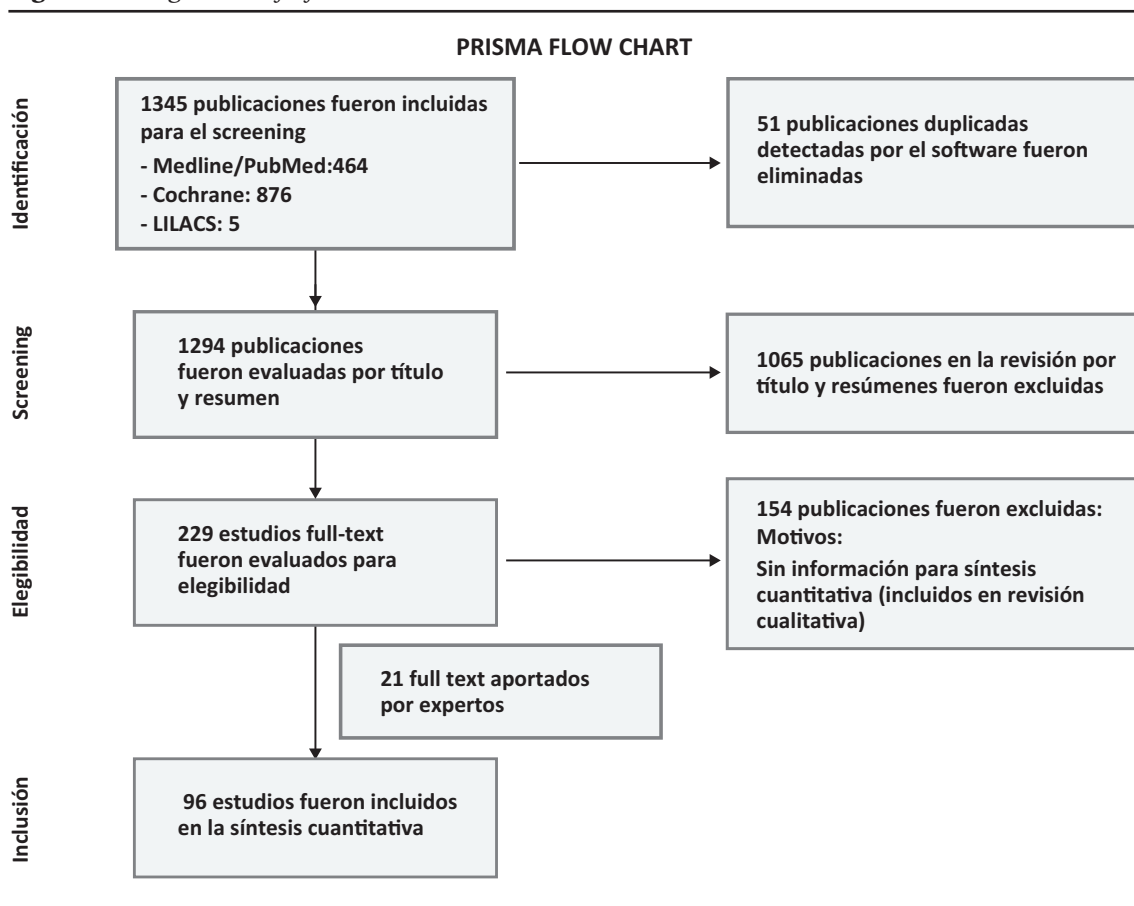 PRISMA FLOW CHART
Identificación
1345 publicaciones fueron incluidas
para el screening
- Medline/PubMed:464
- Cochrane: 876
- LILACS: 5
51 publicaciones duplicadas
detectadas por el software fueron
eliminadas
Screening
1294 publicaciones
fueron evaluadas por título
y resumen
1065 publicaciones en la revisión por
título y resúmenes fueron excluidas
Elegibilidad
229 estudios full-text
fueron evaluados para
elegibilidad
154 publicaciones fueron excluidas:
Motivos:
Sin información para síntesis
cuantitativa (incluidos en revisión
cualitativa)
21 full text aportados
por expertos
Inclusión
96 estudios fueron incluidos
en la síntesis cuantitativa